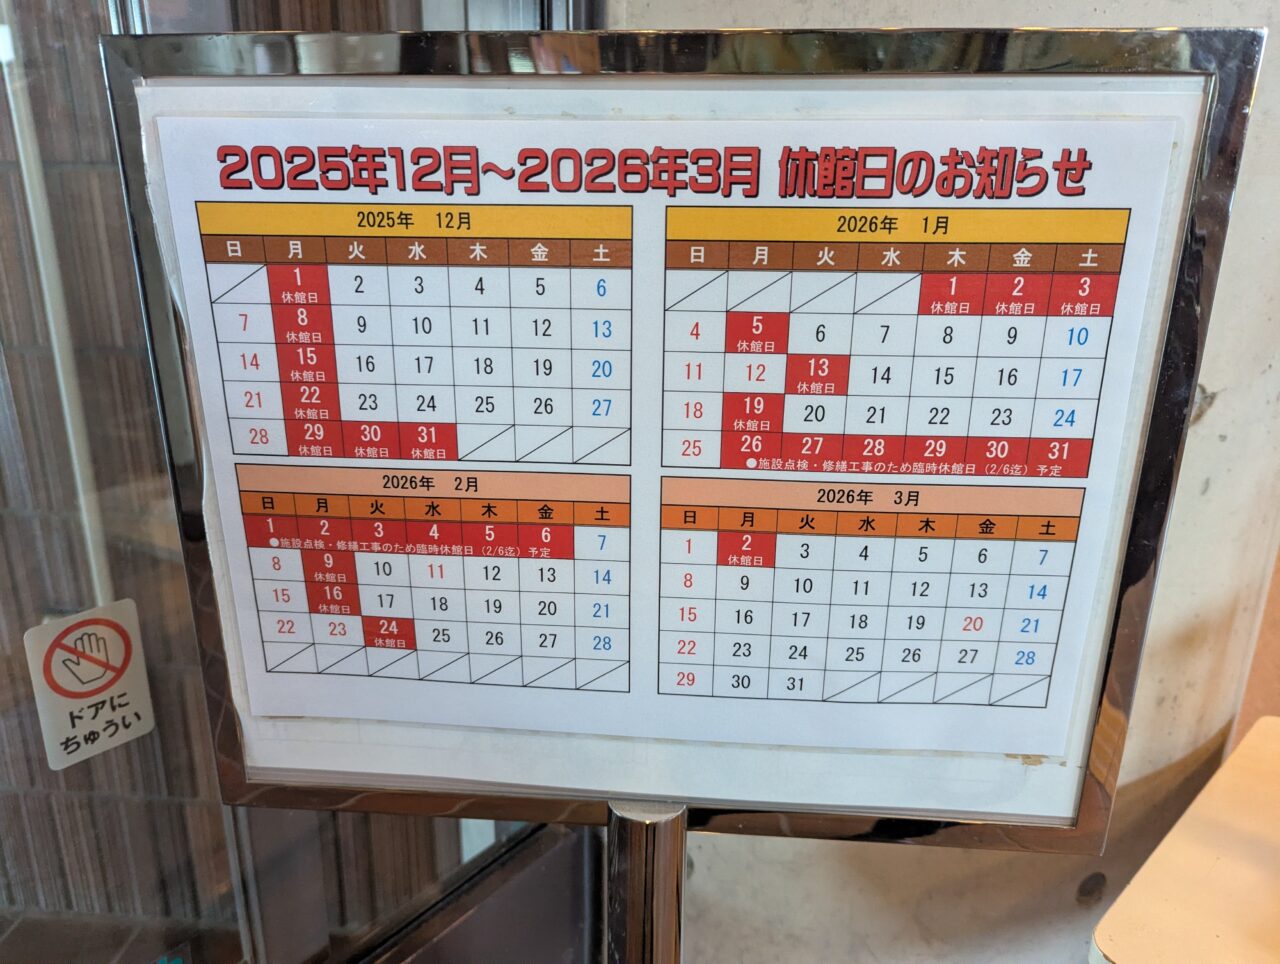 2025年12月～2026年3月 休館日のお知らせ
2025年 12月
日 月 火 水 木 金 土
1 2 3 4 5 6
休館日
7 8 9 10 11 12 13
休館日
14 15 16 17 18 19 20
休館日
21 22 23 24 25 26 27
休館日
28 29 30 31
休館日 休館日 休館日
2026年 1月
日 月 火 水 木 金 土
1 2 3
休館日 休館日 休館日
4 5 6 7 8 9 10
休館日
11 12 13 14 15 16 17
休館日
18 19 20 21 22 23 24
休館日
25 26 27 28 29 30 31
●施設点検・修繕工事のため臨時休館日（2/6迄）予定
2026年 2月
日 月 火 水 木 金 土
1 2 3 4 5 6 7
●施設点検・修繕工事のため臨時休館日（2/6迄）予定
8 9 10 11 12 13 14
休館日
15 16 17 18 19 20 21
休館日
22 23 24 25 26 27 28
休館日
2026年 3月
日 月 火 水 木 金 土
1 2 3 4 5 6 7
休館日
8 9 10 11 12 13 14
15 16 17 18 19 20 21
22 23 24 25 26 27 28
29 30 31
ドアに
ちゅうい